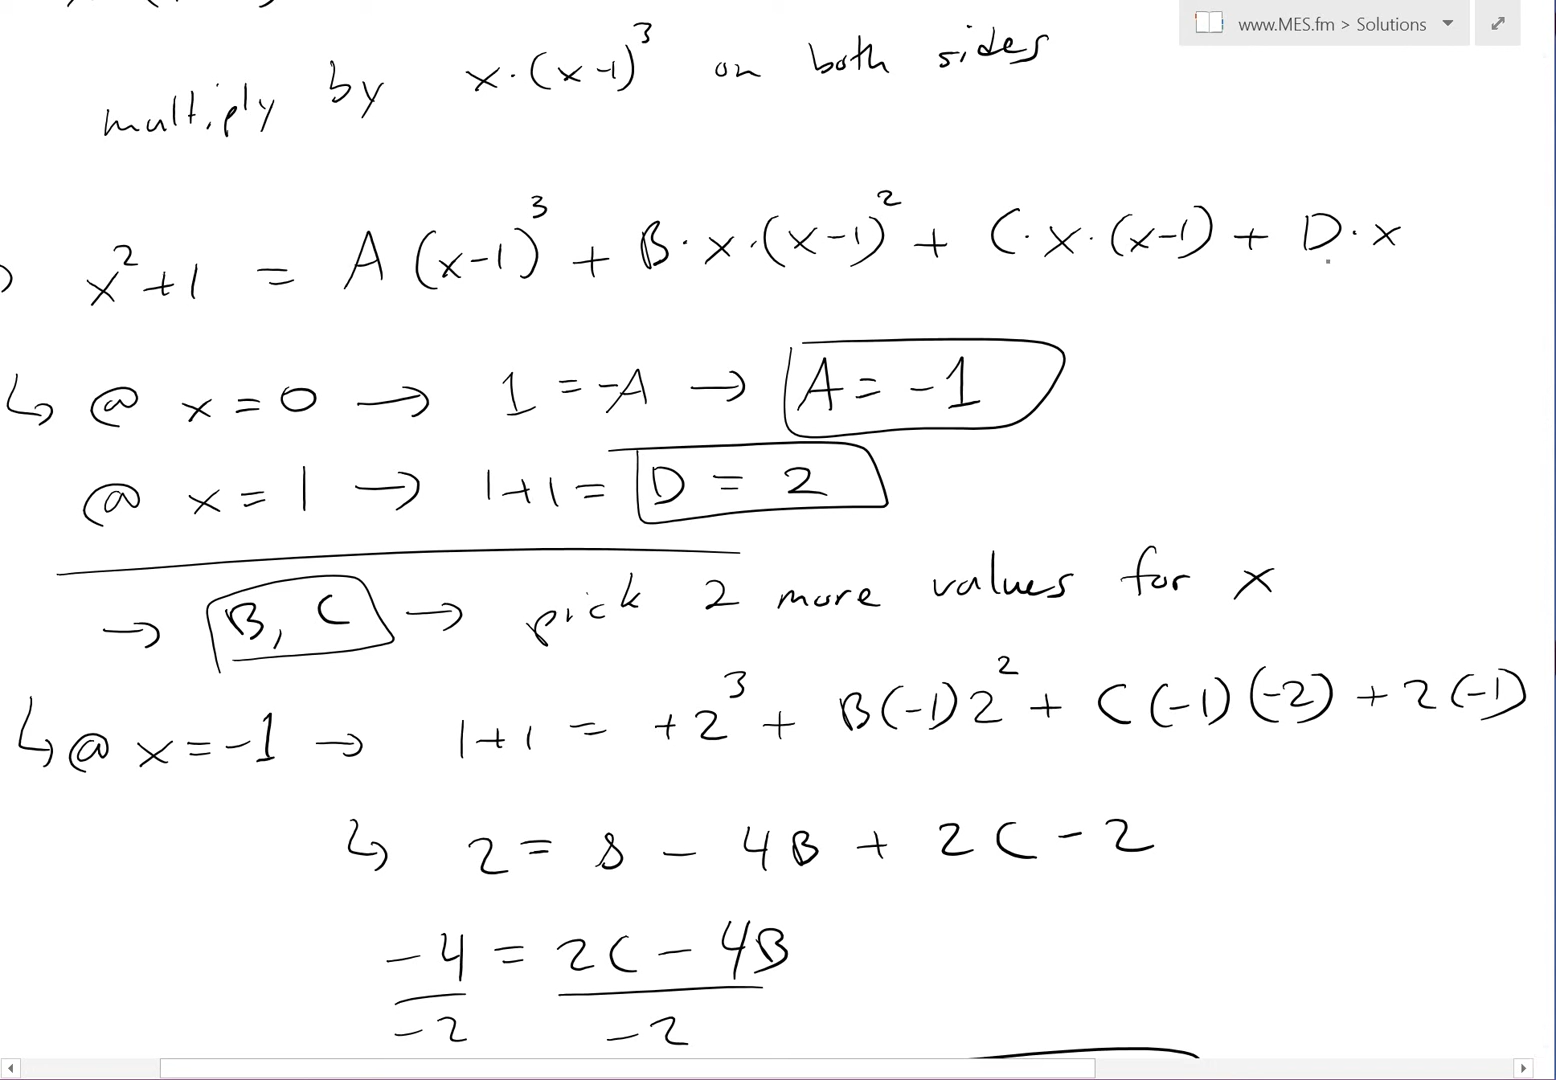 www.MES.fm > Solutions
multiply by x·(x-1)³ on both sides
x²+1 = A(x-1)³ + B·x·(x-1)² + C·x·(x-1) + D·x
↳ @ x=0 → 1 = -A → A = -1
@ x=1 → 1+1 = D = 2
→ B, C → pick 2 more values for x
↳ @ x=-1 → 1+1 = +2³ + B(-1)2² + C(-1)(-2) + 2(-1)
↳ 2 = 8 - 4B + 2C - 2
-4 = 2C - 4B
-2 -2